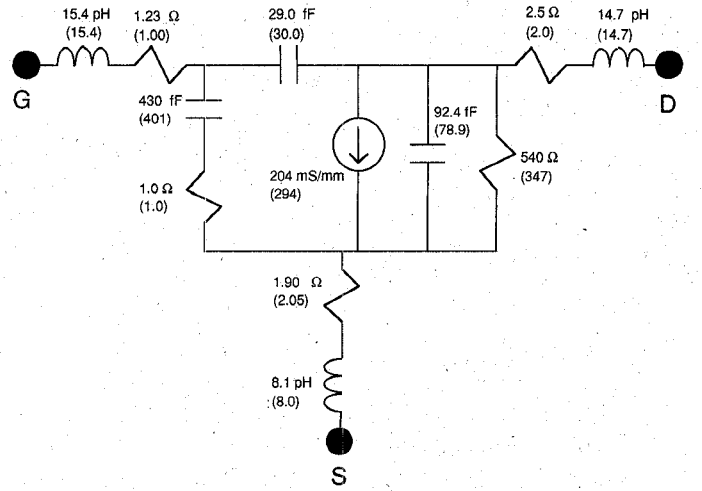 15.4 pH
(15.4)
1.23 Ω
(1.00)
29.0 fF
(30.0)
2.5 Ω
(2.0)
14.7 pH
(14.7)
G
D
430 fF
(401)
92.4 fF
(78.9)
540 Ω
(347)
204 mS/mm
(294)
1.0 Ω
(1.0)
1.90 Ω
(2.05)
8.1 pH
(8.0)
S